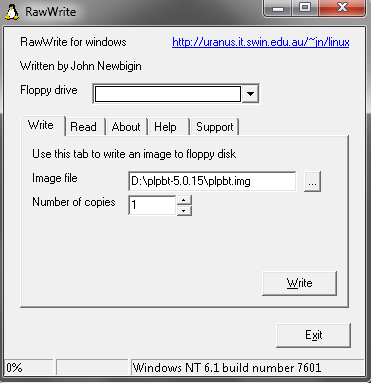 RawWrite
RawWrite for windows http://uranus.it.swin.edu.au/~jn/linux
Written by John Newbigin
Floppy drive
Write Read About Help Support
Use this tab to write an image to floppy disk
Image file D:\plpbt-5.0.15\plpbt.img ...
Number of copies 1
Write
Exit
0% Windows NT 6.1 build number 7601